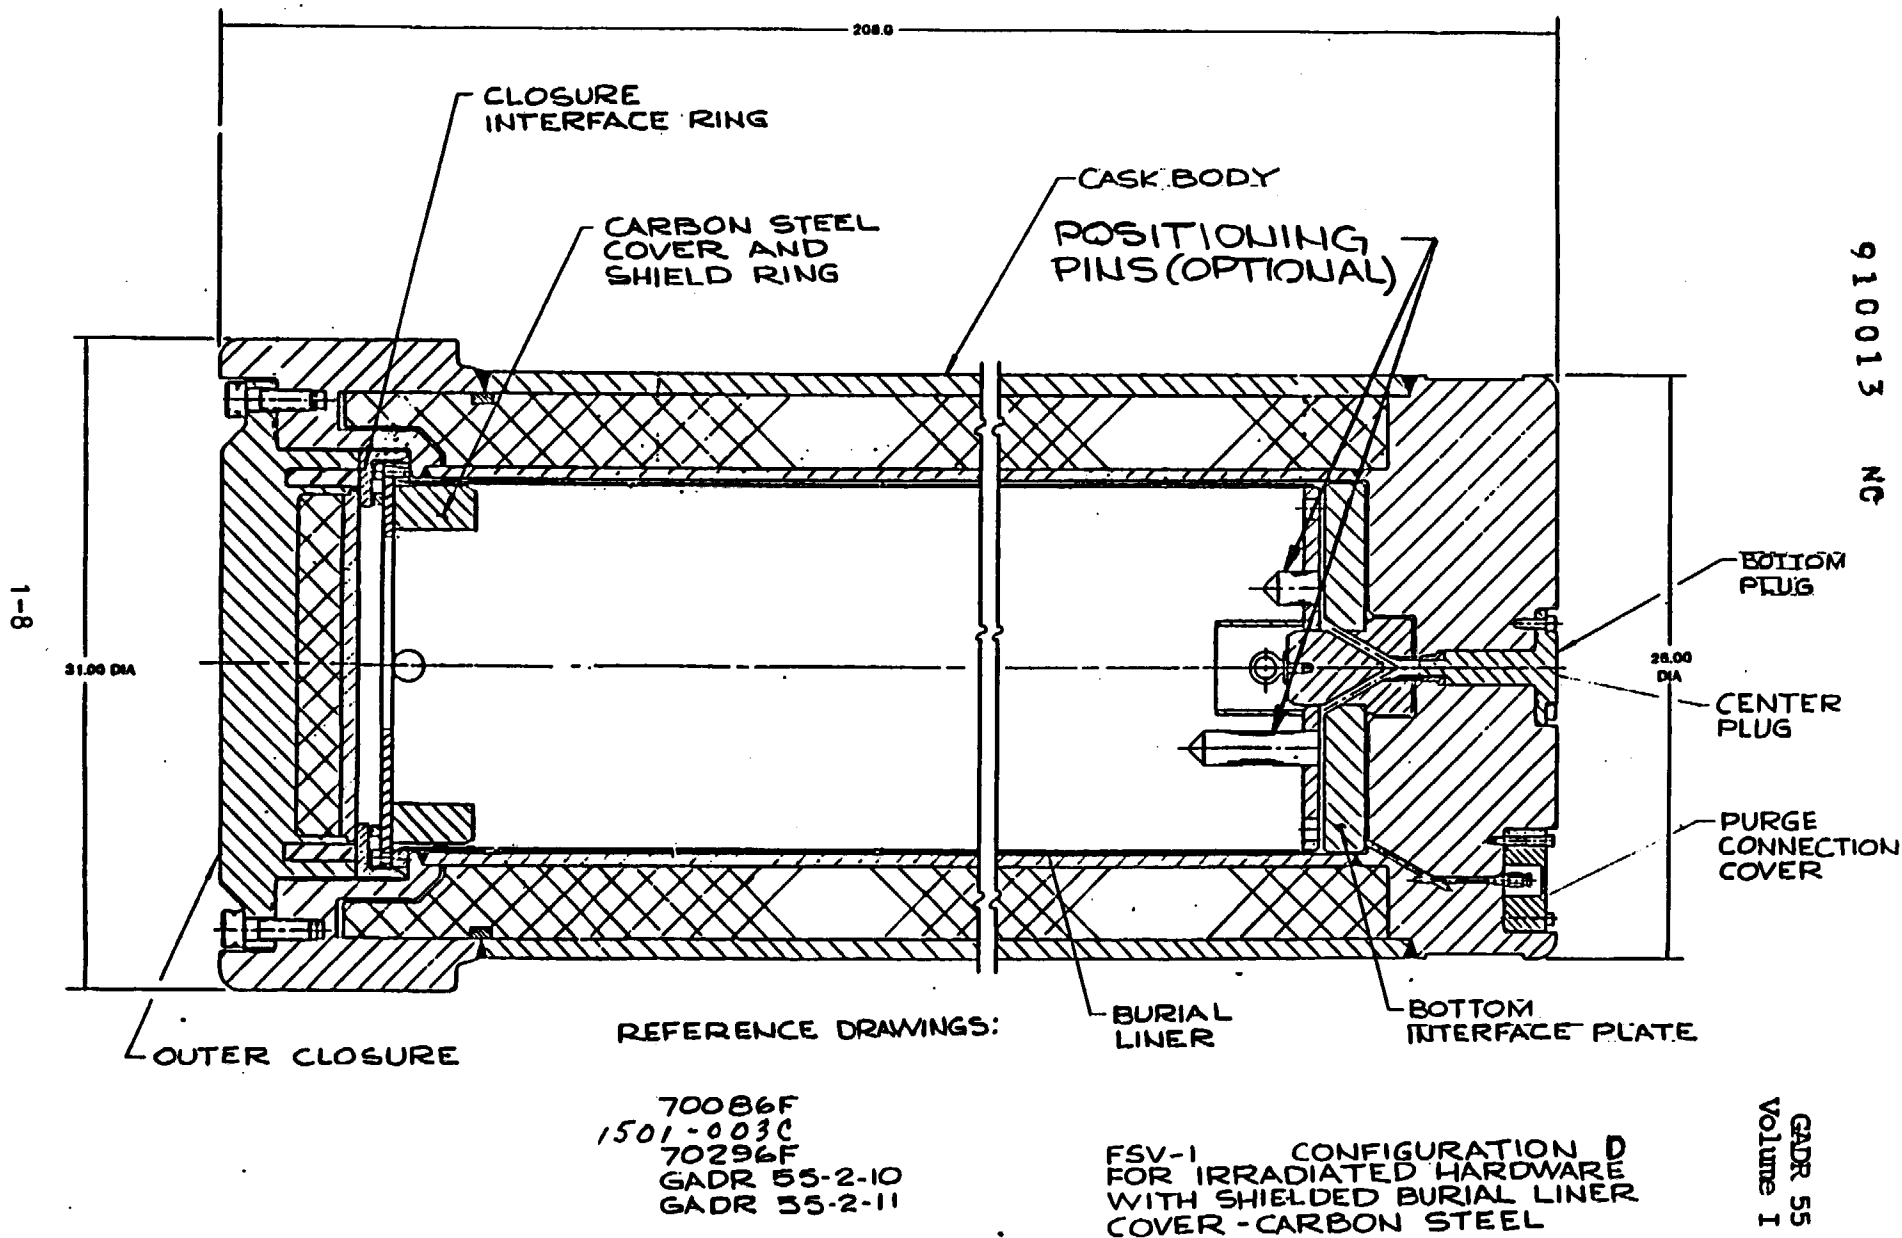 208.0
CLOSURE
INTERFACE RING
CARBON STEEL
COVER AND
SHIELD RING
CASK BODY
POSITIONING
PINS (OPTIONAL)
910013 NC
BOTTOM
PLUG
1-8
31.00 DIA
26.00
DIA
CENTER
PLUG
PURGE
CONNECTION
COVER
OUTER CLOSURE
REFERENCE DRAWINGS:
BURIAL
LINER
BOTTOM
INTERFACE PLATE
70086F
1501-003C
70296F
GADR 55-2-10
GADR 55-2-11
FSV-1 CONFIGURATION D
FOR IRRADIATED HARDWARE
WITH SHIELDED BURIAL LINER
COVER - CARBON STEEL
GADR 55
Volume I